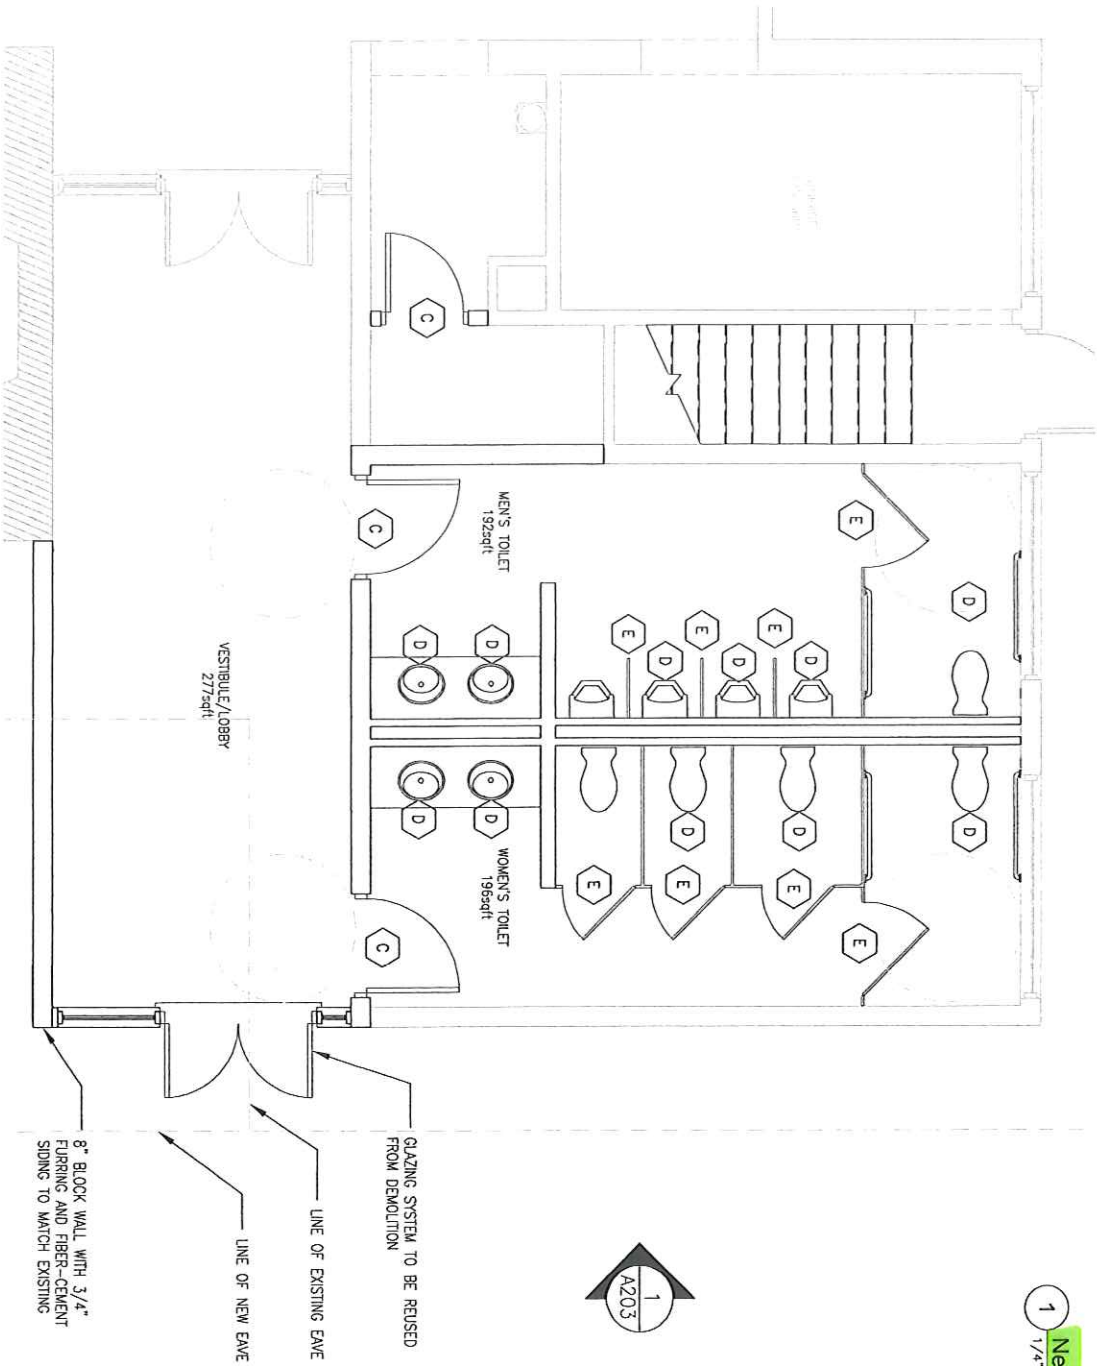 1
Ne
1/4"
1
A203
C
MEN'S TOILET
192sqft
C
E
D
E
E
E
D
D
D
D
D
VESTIBULE/LOBBY
277sqft
D
D
D
D
D
WOMEN'S TOILET
196sqft
E
E
E
E
C
GLAZING SYSTEM TO BE REUSED
FROM DEMOLITION
LINE OF EXISTING EAVE
LINE OF NEW EAVE
8" BLOCK WALL WITH 3/4"
FURRING AND FIBER-CEMENT
SIDING TO MATCH EXISTING